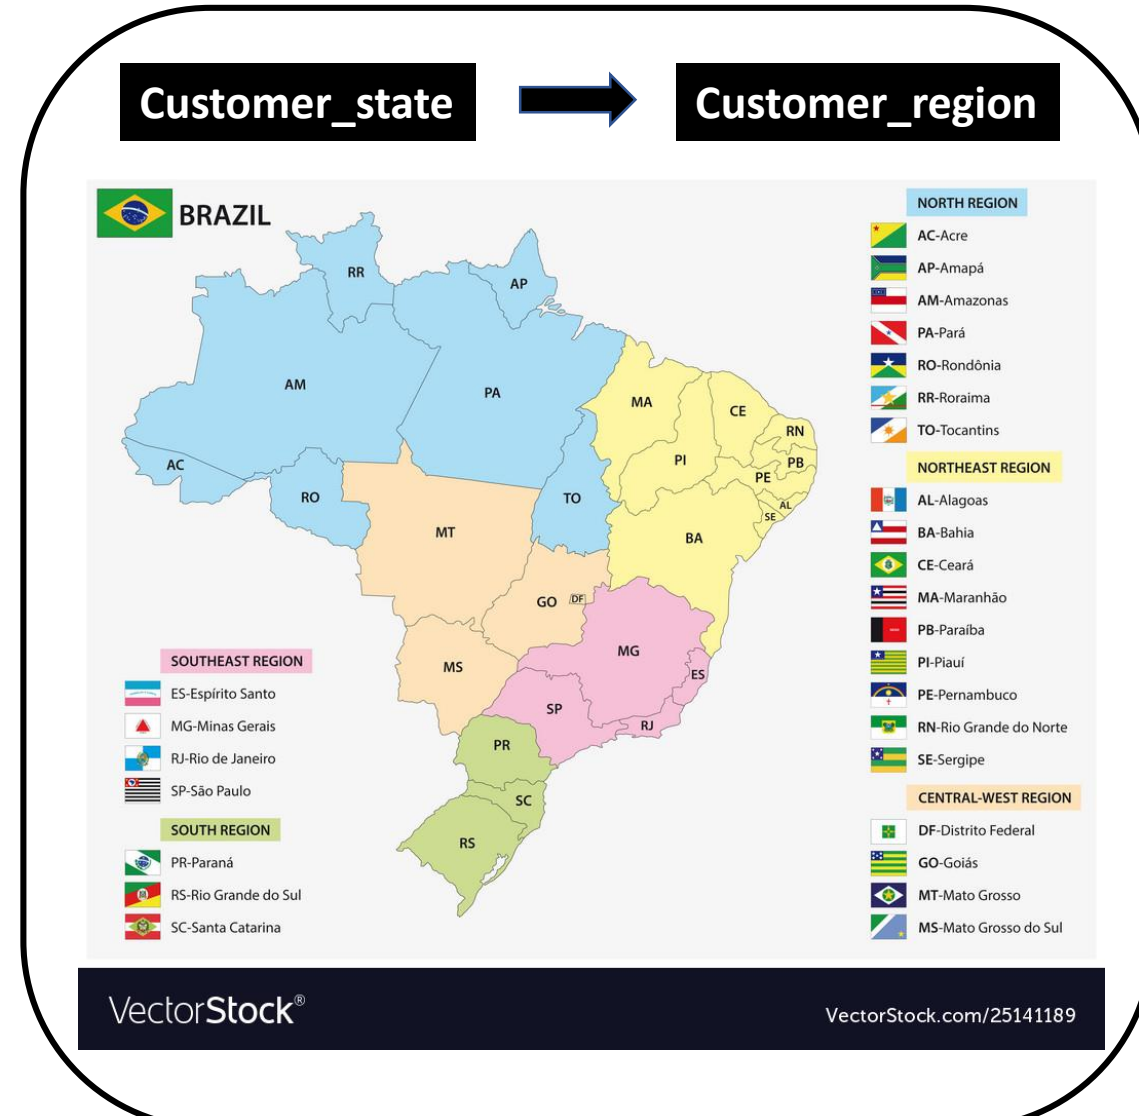 Customer_state
Customer_region
BRAZIL
RR
AP
AM
PA
AC
RO
TO
MA
CE
RN
PI
PB
PE
AL
SE
BA
MT
GO
DF
MS
MG
ES
SP
RJ
PR
SC
RS
SOUTHEAST REGION
ES-Espírito Santo
MG-Minas Gerais
RJ-Rio de Janeiro
SP-São Paulo
SOUTH REGION
PR-Paraná
RS-Rio Grande do Sul
SC-Santa Catarina
NORTH REGION
AC-Acre
AP-Amapá
AM-Amazonas
PA-Pará
RO-Rondônia
RR-Roraima
TO-Tocantins
NORTHEAST REGION
AL-Alagoas
BA-Bahia
CE-Ceará
MA-Maranhão
PB-Paraíba
PI-Piauí
PE-Pernambuco
RN-Rio Grande do Norte
SE-Sergipe
CENTRAL-WEST REGION
DF-Distrito Federal
GO-Goiás
MT-Mato Grosso
MS-Mato Grosso do Sul
VectorStock®
VectorStock.com/25141189